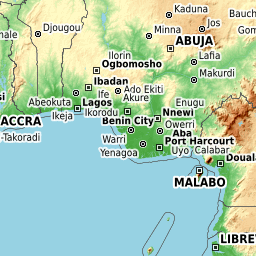 Kaduna
Djougou
Minna
Jos
ABUJA
Ilorin
Lafia
Ogbomosho
Makurdi
Ibadan
Ado Ekiti
Ife
Akure
Enugu
Abeokuta
Lagos
Ikorodu
Nnewi
Ikeja
Benin City
Owerri
ACCRA
Aba
-Takoradi
Warri
Port Harcourt
Yenagoa
Uyo
Calabar
Douala
MALABO
LIBRE